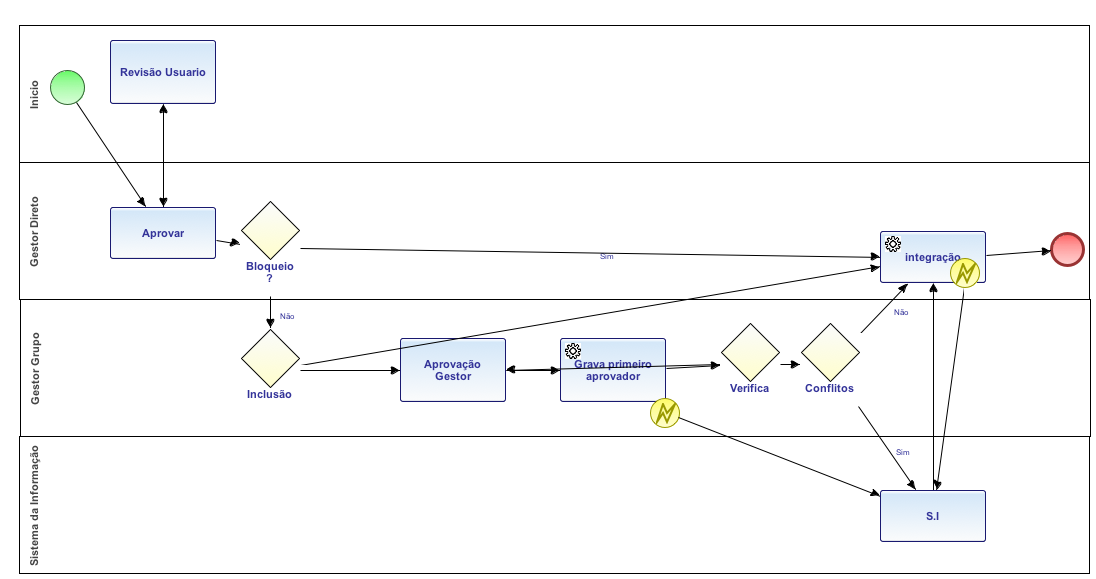 Inicio
Revisão Usuario
Gestor Direto
Aprovar
Bloqueio
?
Sim
integração
Gestor Grupo
Não
Inclusão
Aprovação
Gestor
Grava primeiro
aprovador
Verifica
Conflitos
Não
Sistema da Informação
Sim
S.I